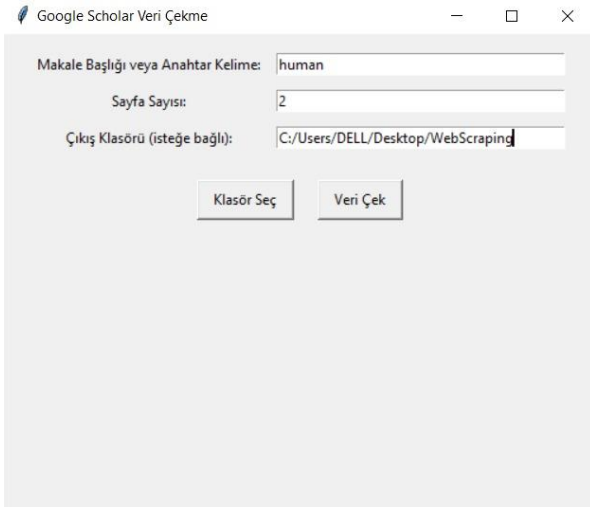 Google Scholar Veri Çekme
Makale Başlığı veya Anahtar Kelime: human
Sayfa Sayısı: 2
Çıkış Klasörü (isteğe bağlı): C:/Users/DELL/Desktop/WebScraping
Klasör Seç Veri Çek